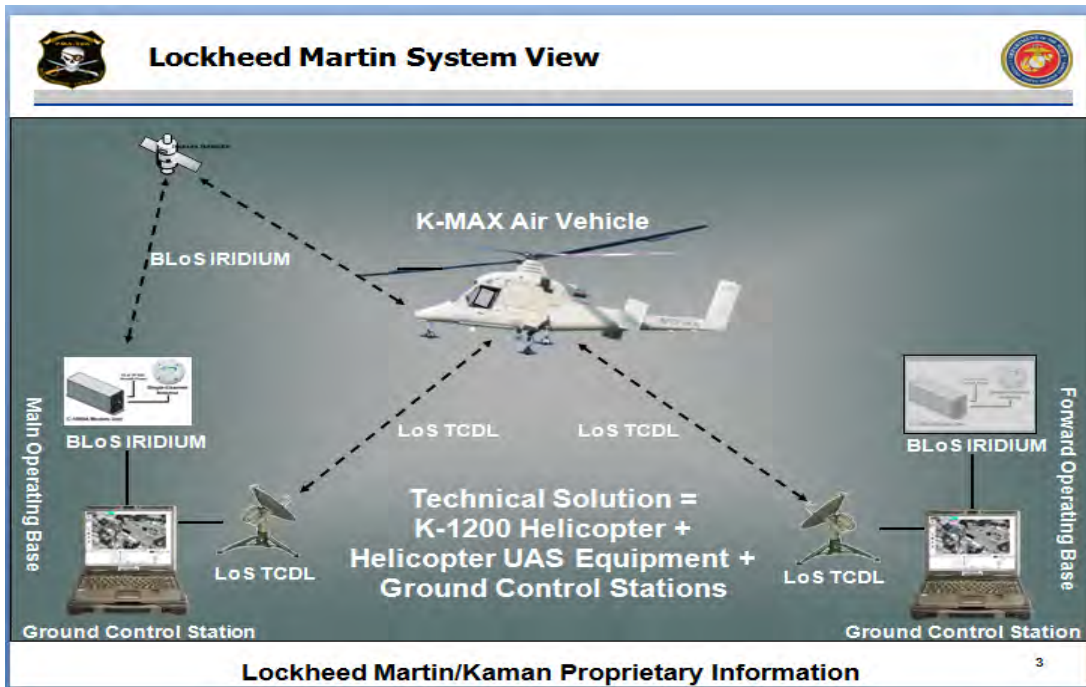 Lockheed Martin System View
K-MAX Air Vehicle
BLoS IRIDIUM
BLoS IRIDIUM
BLoS IRIDIUM
Main Operating Base
Forward Operating Base
LoS TCDL
LoS TCDL
Technical Solution =
K-1200 Helicopter +
Helicopter UAS Equipment +
Ground Control Stations
LoS TCDL
LoS TCDL
Ground Control Station
Ground Control Station
Lockheed Martin/Kaman Proprietary Information
3